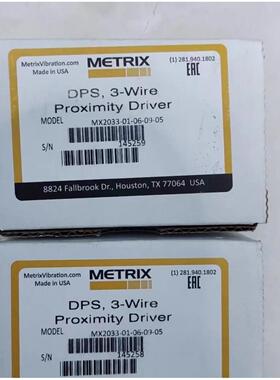 MetrixVibration.com
Made in USA
METRIX
(1) 281.940.1802
EAC
DPS, 3-Wire
Proximity Driver
MODEL MX2033-01-06-09-05
S/N 145259
8824 Fallbrook Dr., Houston, TX 77064 USA
MetrixVibration.com
Made in USA
METRIX
(1) 281.940.1802
EAC
DPS, 3-Wire
Proximity Driver
MODEL MX2033-01-06-09-05
S/N 145258